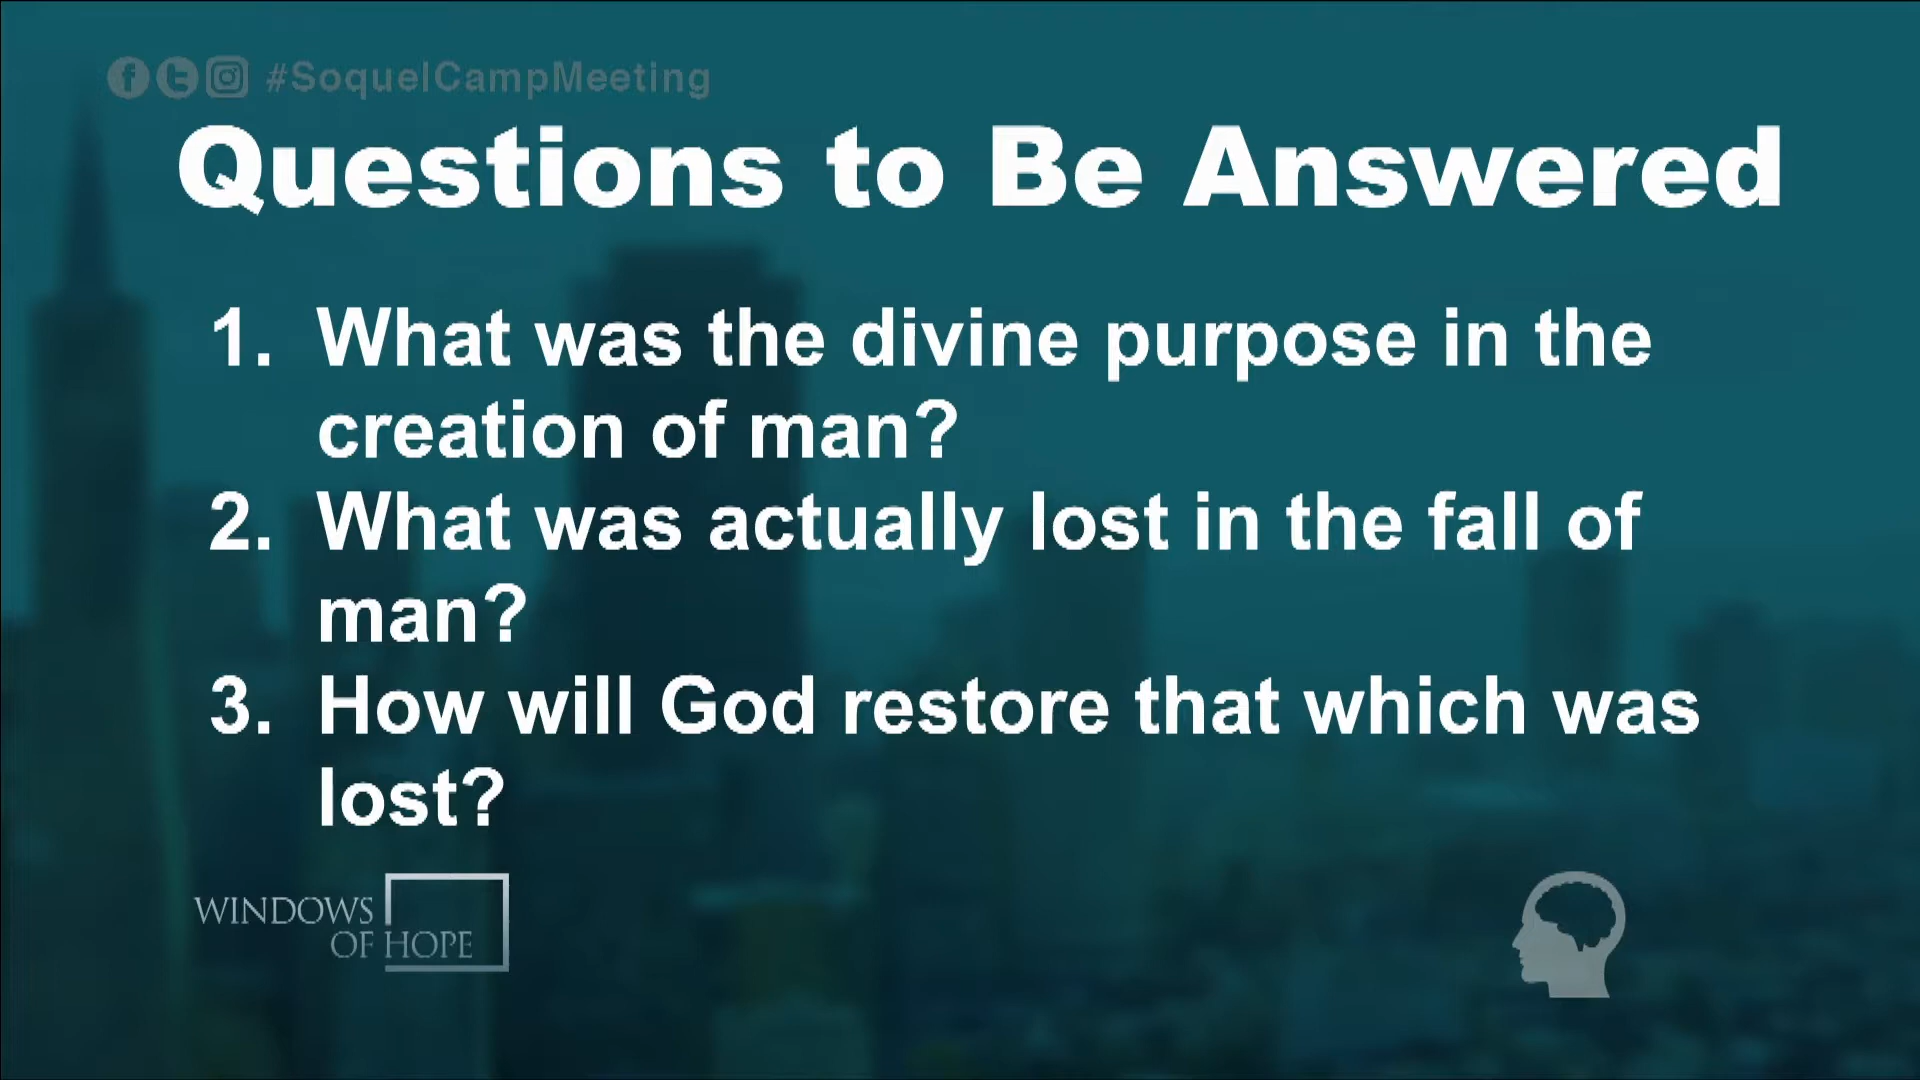 #SoquelCampMeeting
Questions to Be Answered
1. What was the divine purpose in the
creation of man?
2. What was actually lost in the fall of
man?
3. How will God restore that which was
lost?
WINDOWS
OF HOPE